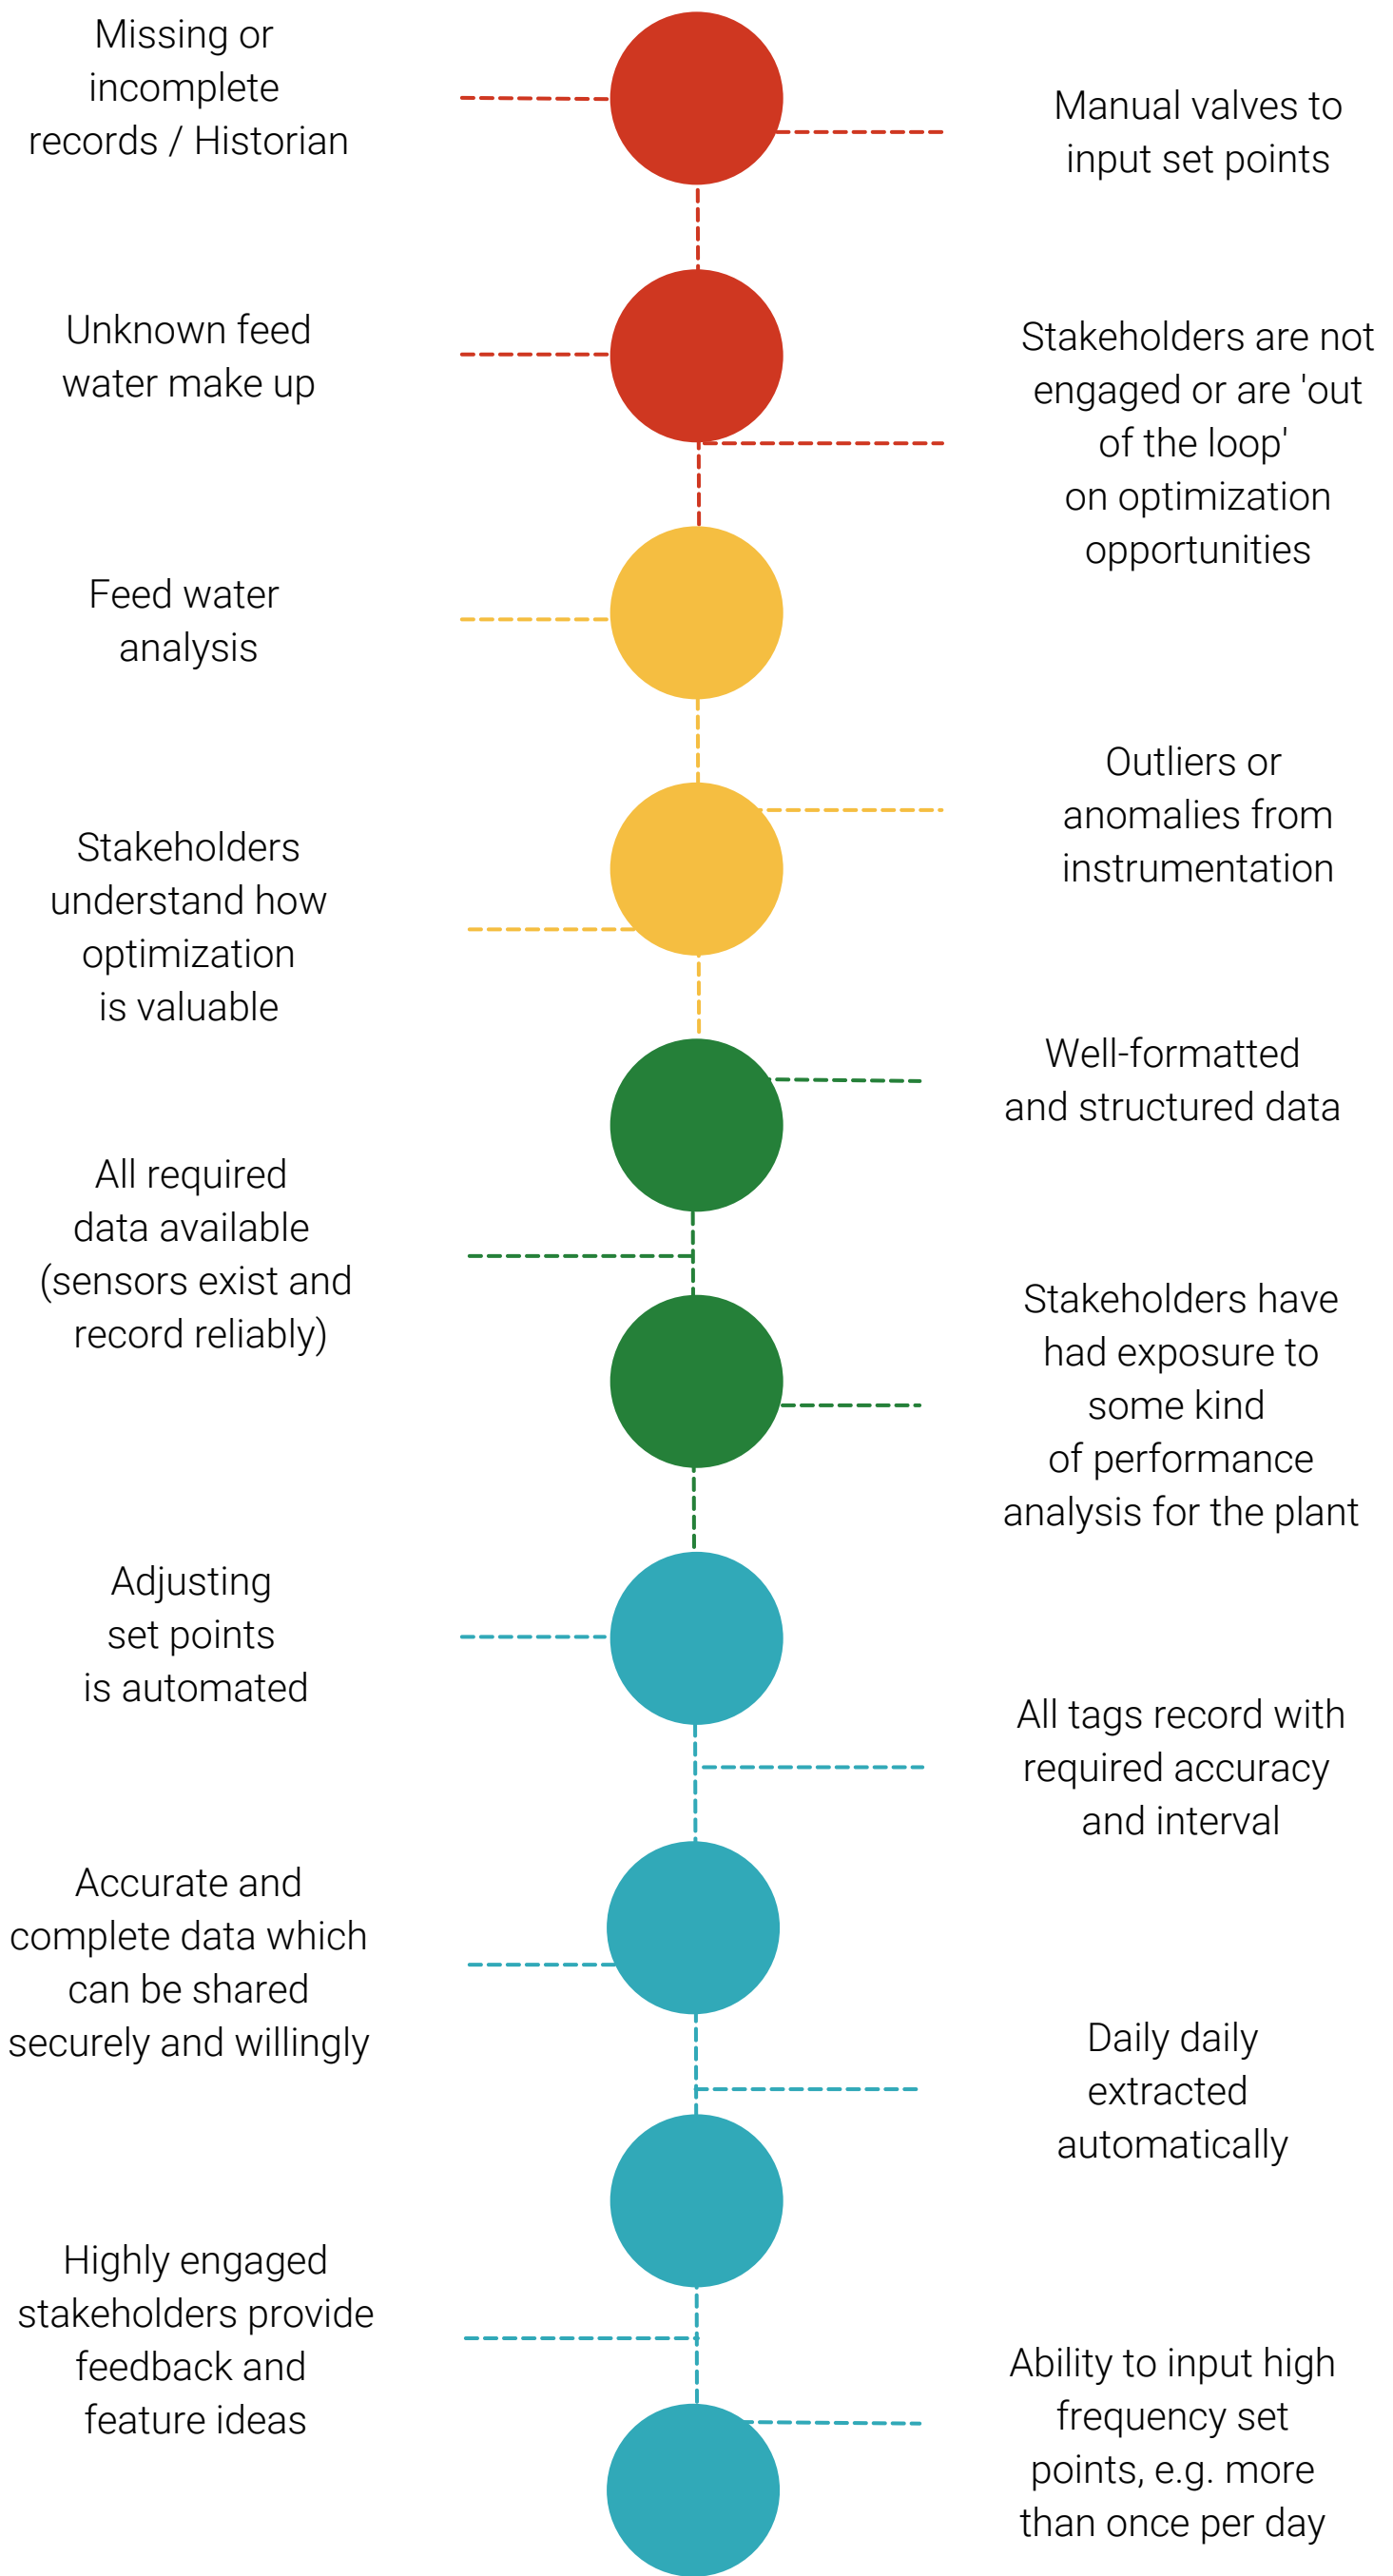 Missing or
incomplete
records / Historian
Manual valves to
input set points
Unknown feed
water make up
Stakeholders are not
engaged or are 'out
of the loop'
on optimization
opportunities
Feed water
analysis
Outliers or
anomalies from
instrumentation
Stakeholders
understand how
optimization
is valuable
Well-formatted
and structured data
All required
data available
(sensors exist and
record reliably)
Stakeholders have
had exposure to
some kind
of performance
analysis for the plant
Adjusting
set points
is automated
All tags record with
required accuracy
and interval
Accurate and
complete data which
can be shared
securely and willingly
Daily daily
extracted
automatically
Highly engaged
stakeholders provide
feedback and
feature ideas
Ability to input high
frequency set
points, e.g. more
than once per day